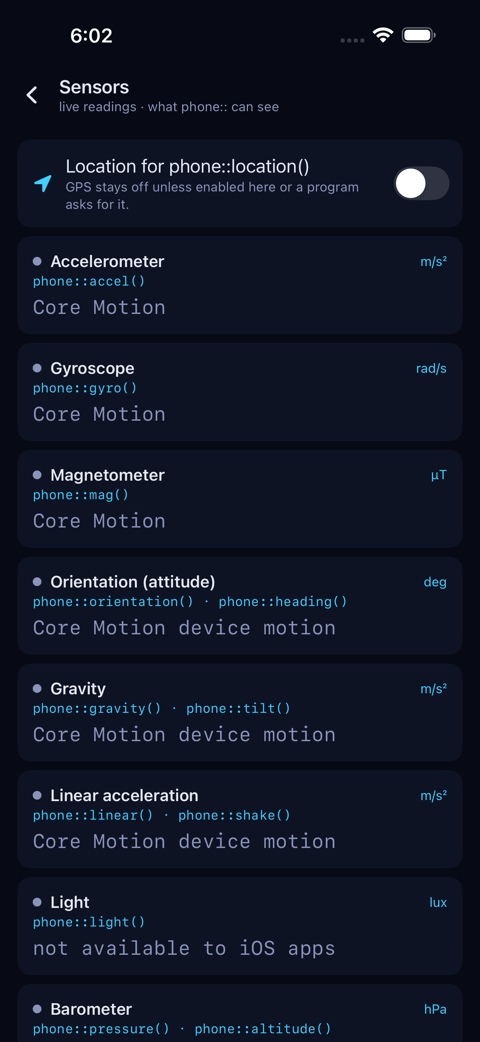 6:02
Sensors
live readings · what phone:: can see
Location for phone::location()
GPS stays off unless enabled here or a program
asks for it.
Accelerometer m/s²
phone::accel()
Core Motion
Gyroscope rad/s
phone::gyro()
Core Motion
Magnetometer µT
phone::mag()
Core Motion
Orientation (attitude) deg
phone::orientation() · phone::heading()
Core Motion device motion
Gravity m/s²
phone::gravity() · phone::tilt()
Core Motion device motion
Linear acceleration m/s²
phone::linear() · phone::shake()
Core Motion device motion
Light lux
phone::light()
not available to iOS apps
Barometer hPa
phone::pressure() · phone::altitude()